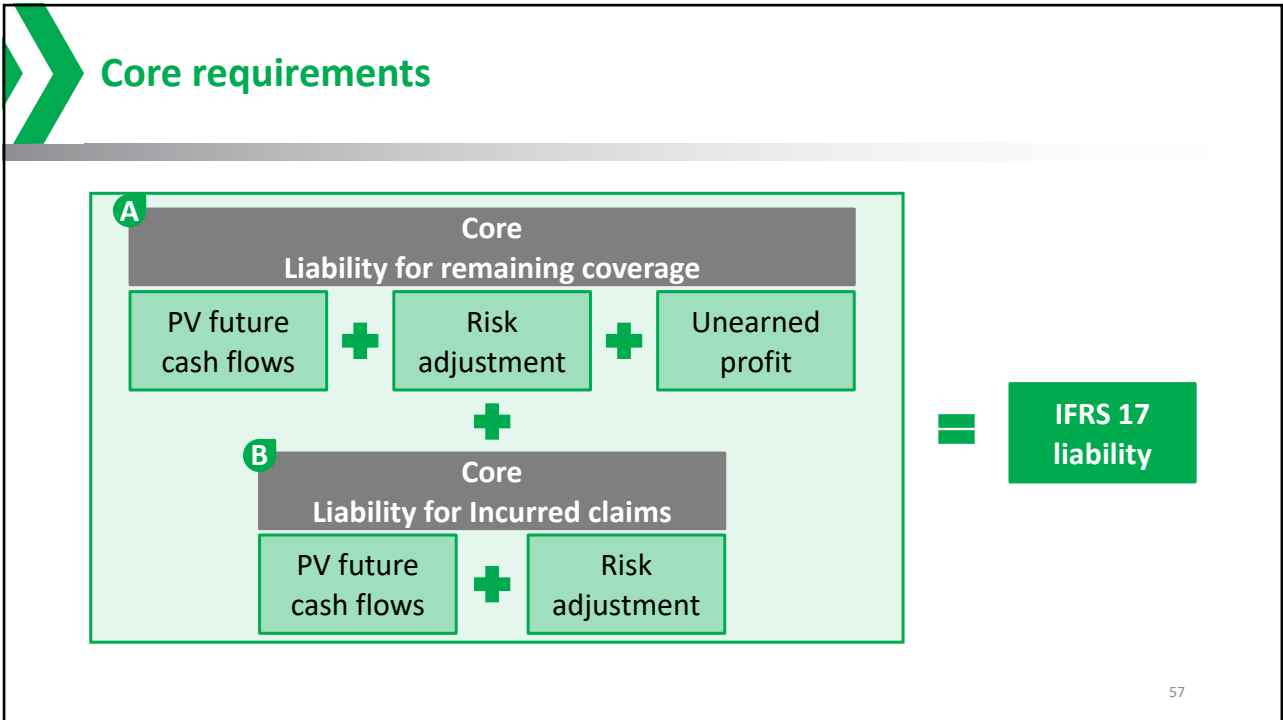 Core requirements
A
Core
Liability for remaining coverage
PV future
cash flows
Risk
adjustment
Unearned
profit
B
Core
Liability for Incurred claims
PV future
cash flows
Risk
adjustment
IFRS 17
liability
57